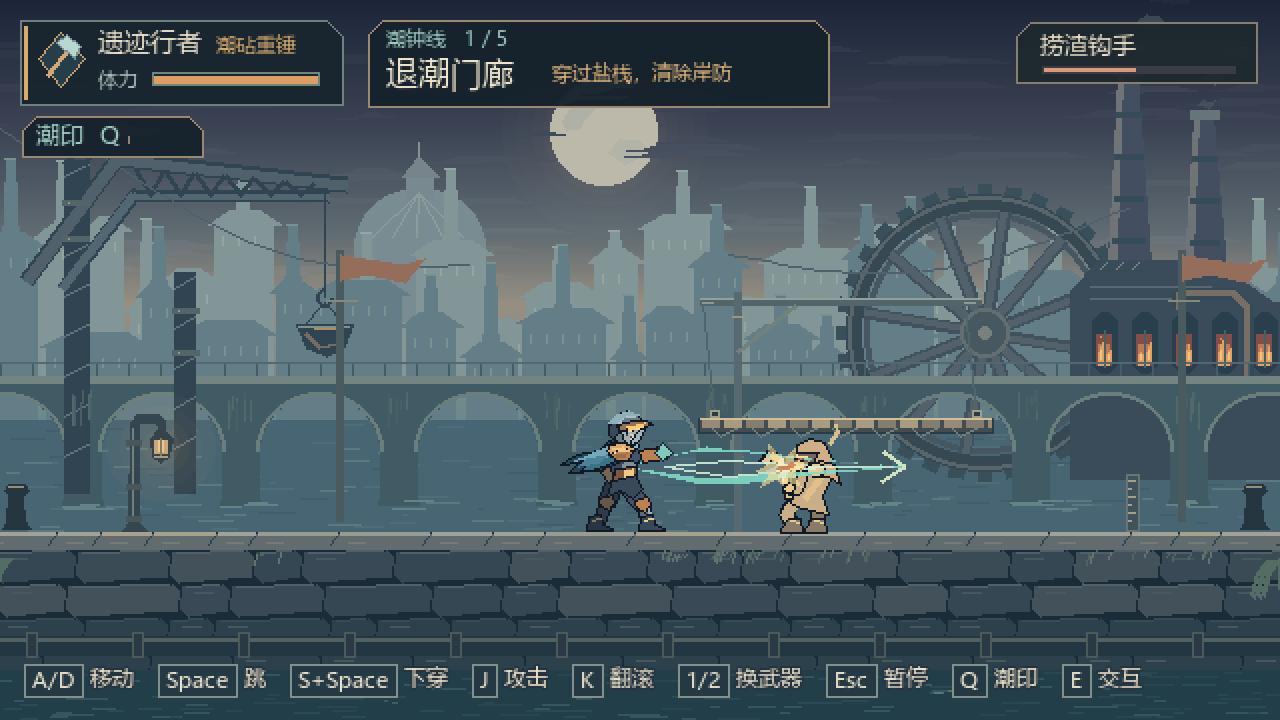 遗迹行者 潮砧重锤
体力
潮钟线 1/5
退潮门廊 穿过盐栈，清除岸防
捞渣钩手
潮印 Q
A/D 移动 Space 跳 S+Space 下穿 J 攻击 K 翻滚 1/2 换武器 Esc 暂停 Q 潮印 E 交互